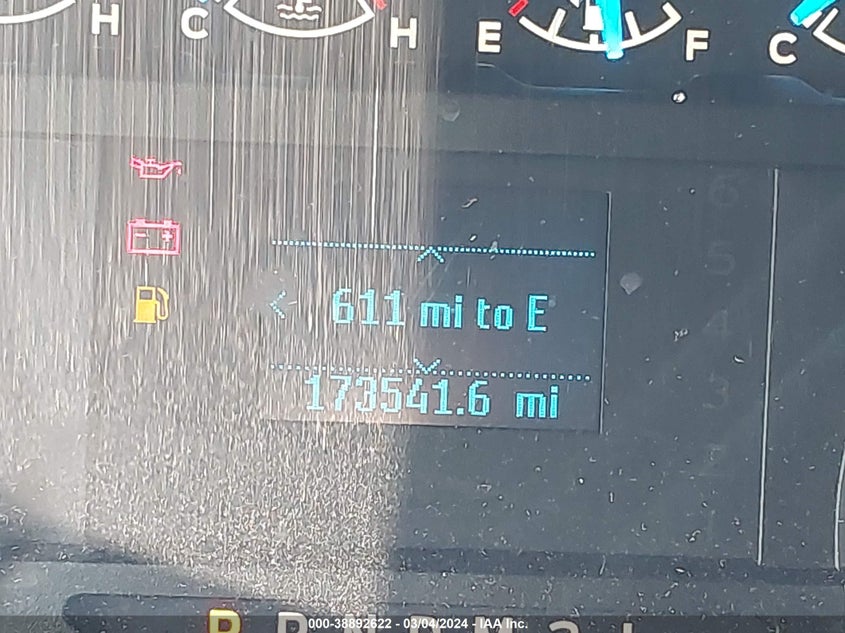 H C H E F C
611 mi to E
173541.6 mi
P R N D M
000-38892622 - 03/04/2024 - IAA Inc.